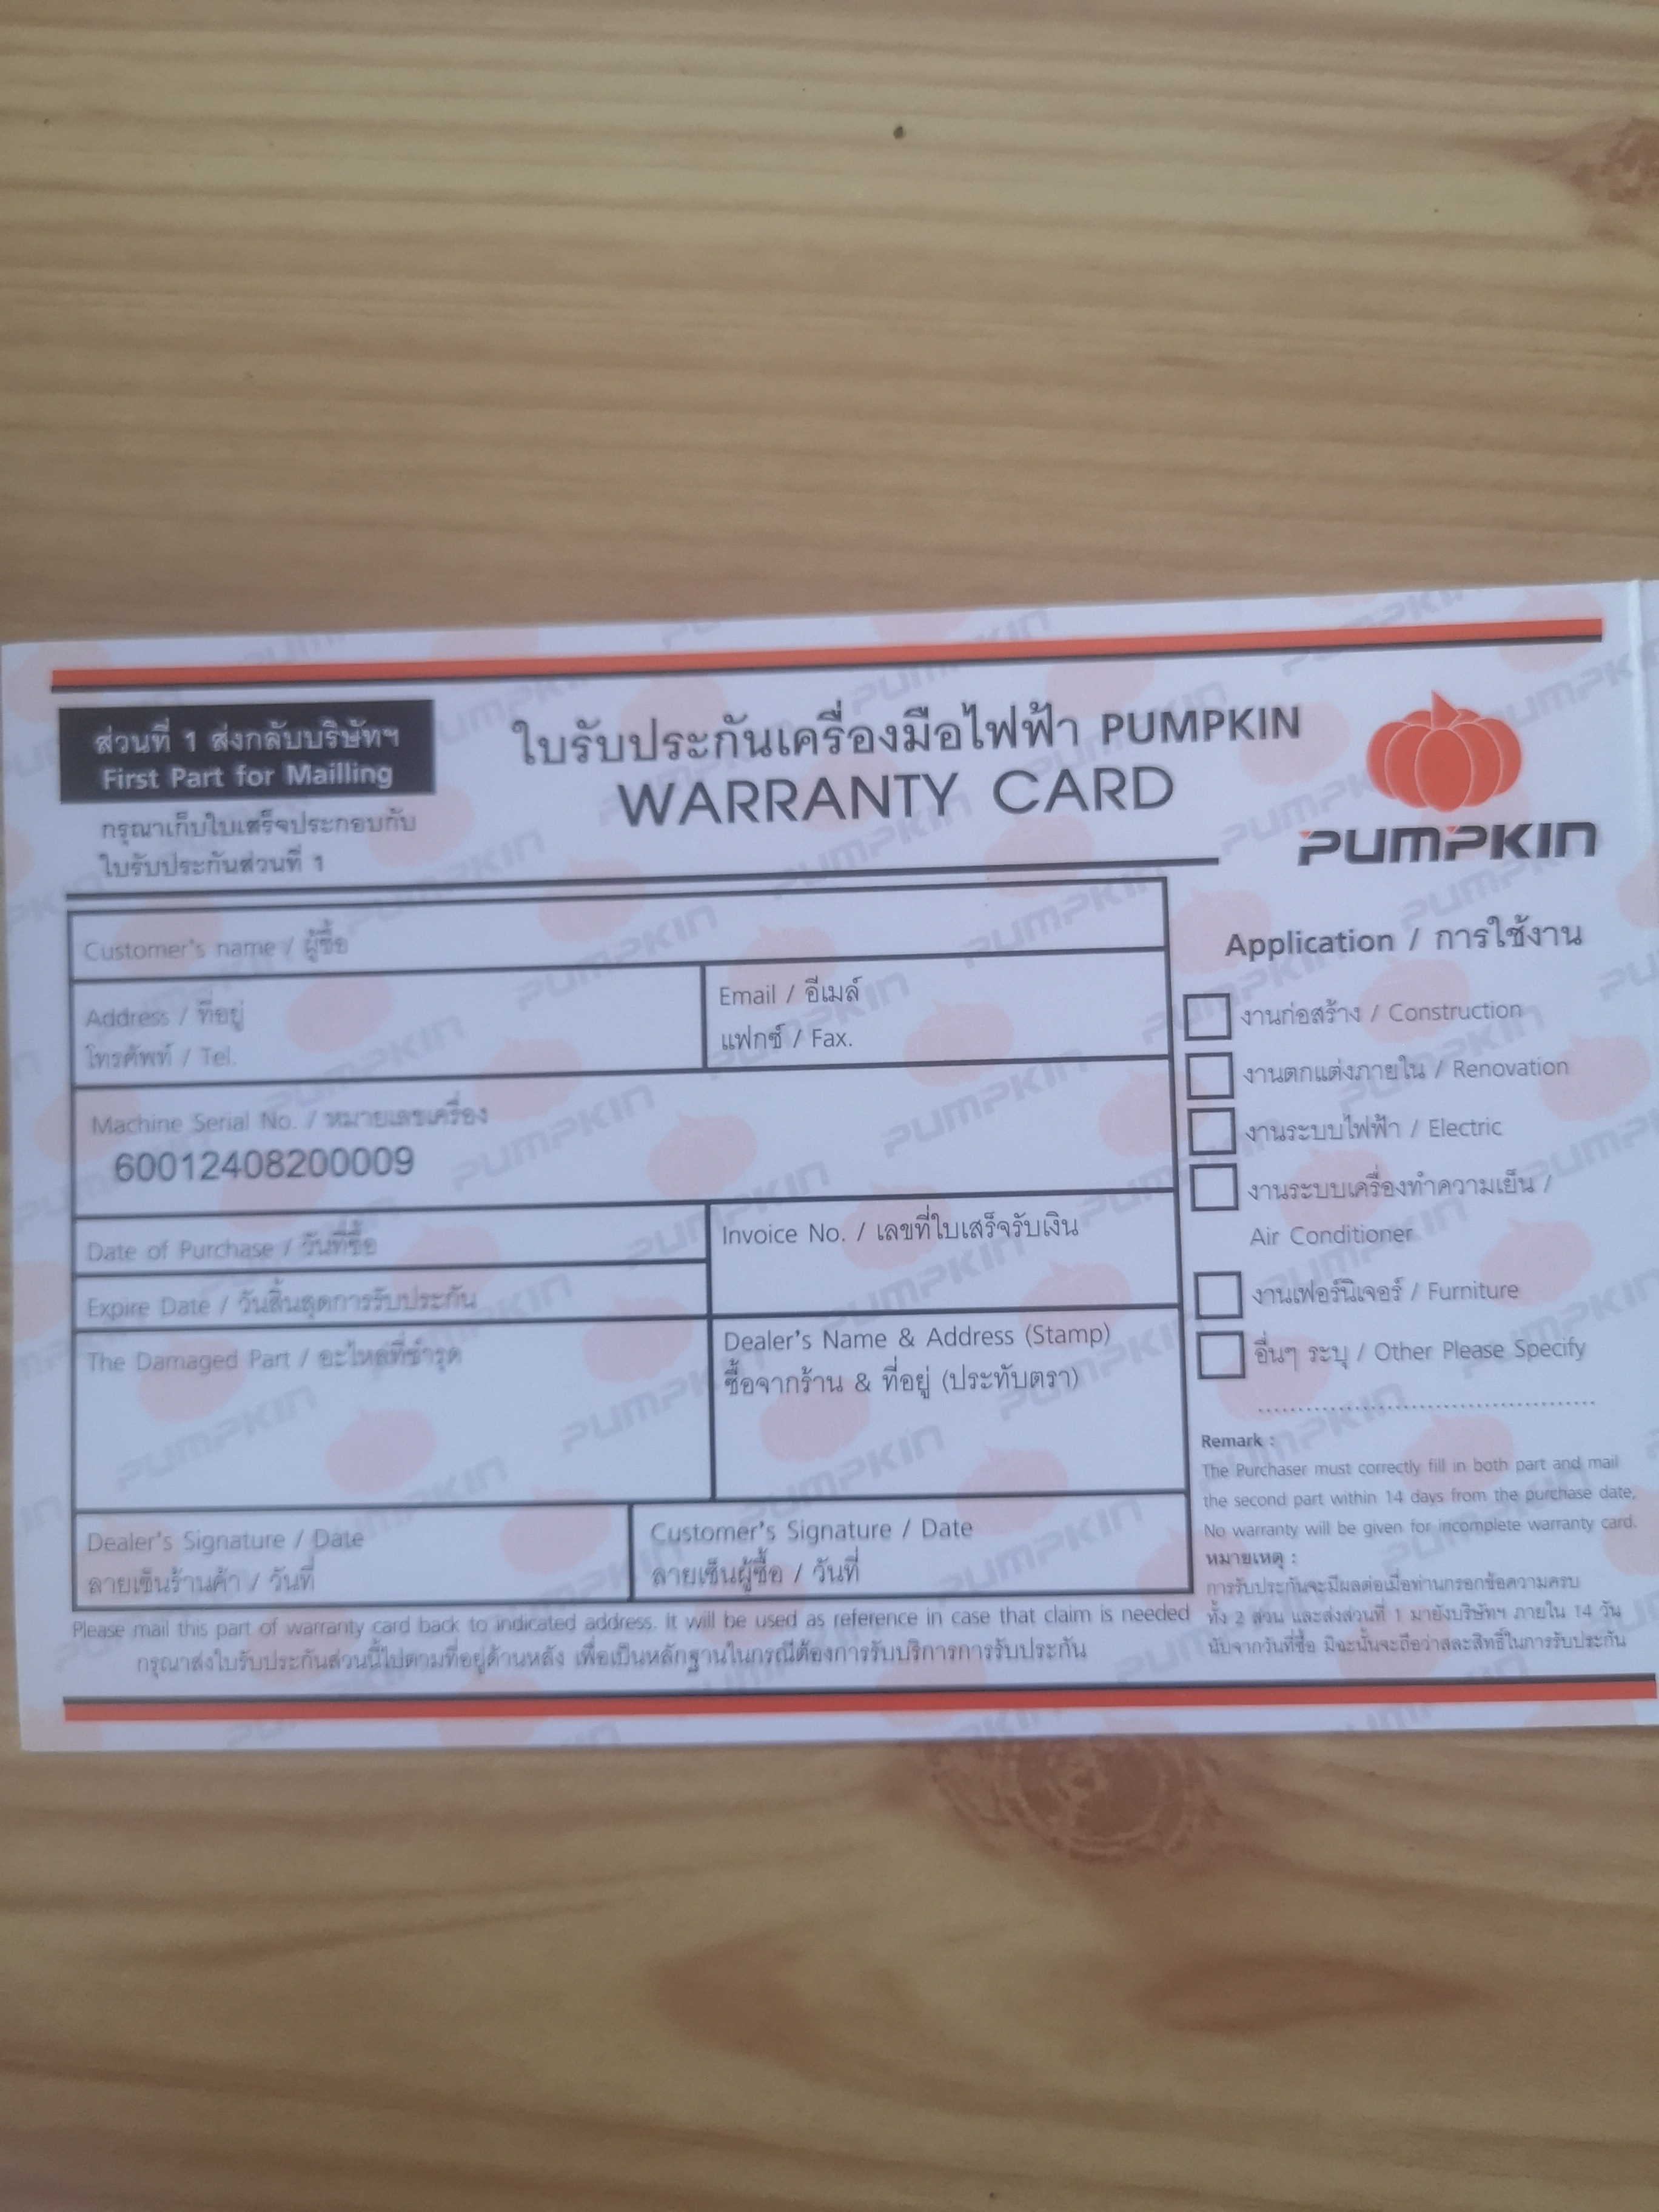 ส่วนที่ 1 ส่งกลับบริษัทฯ
First Part for Mailling
กรุณาเก็บใบเสร็จประกอบกับ
ใบรับประกันส่วนที่ 1
ใบรับประกันเครื่องมือไฟฟ้า PUMPKIN
WARRANTY CARD
PUMPKIN
Customer's name / ผู้ซื้อ
Address / ที่อยู่
โทรศัพท์ / Tel.
Email / อีเมล์
แฟกซ์ / Fax.
Machine Serial No. / หมายเลขเครื่อง
60012408200009
Date of Purchase / วันที่ซื้อ
Expire Date / วันสิ้นสุดการรับประกัน
Invoice No. / เลขที่ใบเสร็จรับเงิน
The Damaged Part / อะไหล่ที่ชำรุด
Dealer's Name & Address (Stamp)
ซื้อจากร้าน & ที่อยู่ (ประทับตรา)
Dealer's Signature / Date
ลายเซ็นร้านค้า / วันที่
Customer's Signature / Date
ลายเซ็นผู้ซื้อ / วันที่
Please mail this part of warranty card back to indicated address. It will be used as reference in case that claim is needed
กรุณาส่งใบรับประกันส่วนนี้ไปตามที่อยู่ด้านหลัง เพื่อเป็นหลักฐานในกรณีต้องการรับบริการการรับประกัน
Application / การใช้งาน
งานก่อสร้าง / Construction
งานตกแต่งภายใน / Renovation
งานระบบไฟฟ้า / Electric
งานระบบเครื่องทำความเย็น /
Air Conditioner
งานเฟอร์นิเจอร์ / Furniture
อื่นๆ ระบุ / Other Please Specify
Remark :
The Purchaser must correctly fill in both part and mail
the second part within 14 days from the purchase date,
No warranty will be given for incomplete warranty card.
หมายเหตุ :
การรับประกันจะมีผลต่อเมื่อท่านกรอกข้อความครบ
ทั้ง 2 ส่วน และส่งส่วนที่ 1 มายังบริษัทฯ ภายใน 14 วัน
นับจากวันที่ซื้อ มิฉะนั้นจะถือว่าสละสิทธิ์ในการรับประกัน